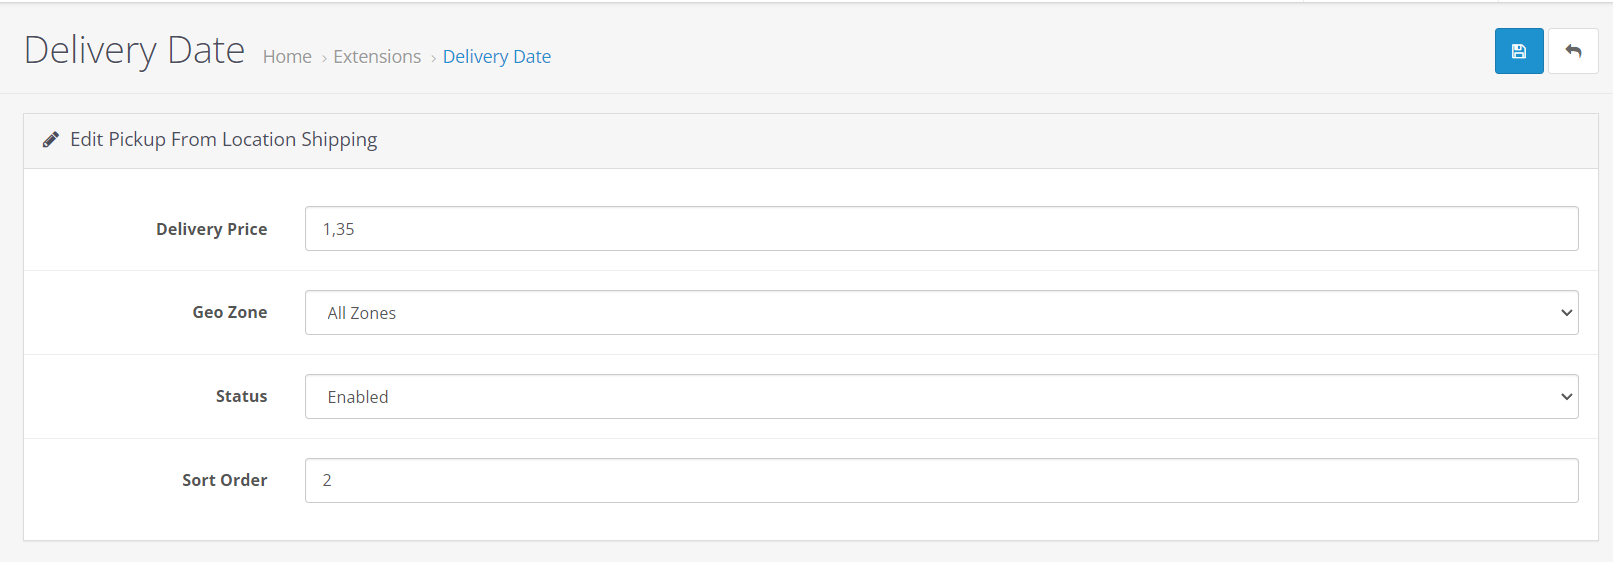 Delivery Date
Home › Extensions › Delivery Date
Edit Pickup From Location Shipping
Delivery Price
1,35
Geo Zone
All Zones
Status
Enabled
Sort Order
2